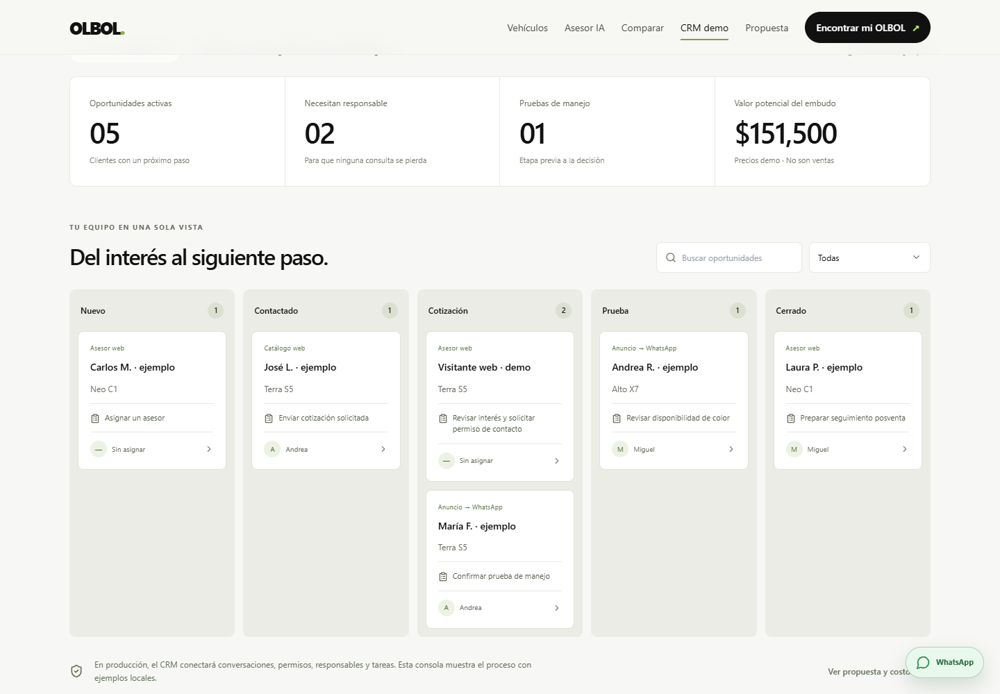 OLBOL.
Vehículos
Asesor IA
Comparar
CRM demo
Propuesta
Encontrar mi OLBOL ↗
Oportunidades activas
05
Clientes con un próximo paso
Necesitan responsable
02
Para que ninguna consulta se pierda
Pruebas de manejo
01
Etapa previa a la decisión
Valor potencial del embudo
$151,500
Precios demo · No son ventas
TU EQUIPO EN UNA SOLA VISTA
Del interés al siguiente paso.
Buscar oportunidades
Todas
Nuevo
1
Asesor web
Carlos M. · ejemplo
Neo C1
Asignar un asesor
— Sin asignar
Contactado
1
Catálogo web
José L. · ejemplo
Terra S5
Enviar cotización solicitada
A Andrea
Cotización
2
Asesor web
Visitante web · demo
Terra S5
Revisar interés y solicitar
permiso de contacto
— Sin asignar
Anuncio → WhatsApp
María F. · ejemplo
Terra S5
Confirmar prueba de manejo
A Andrea
Prueba
1
Anuncio → WhatsApp
Andrea R. · ejemplo
Alto X7
Revisar disponibilidad de color
M Miguel
Cerrado
1
Asesor web
Laura P. · ejemplo
Neo C1
Preparar seguimiento posventa
M Miguel
En producción, el CRM conectará conversaciones, permisos, responsables y tareas. Esta consola muestra el proceso con
ejemplos locales.
Ver propuesta y costo
WhatsApp